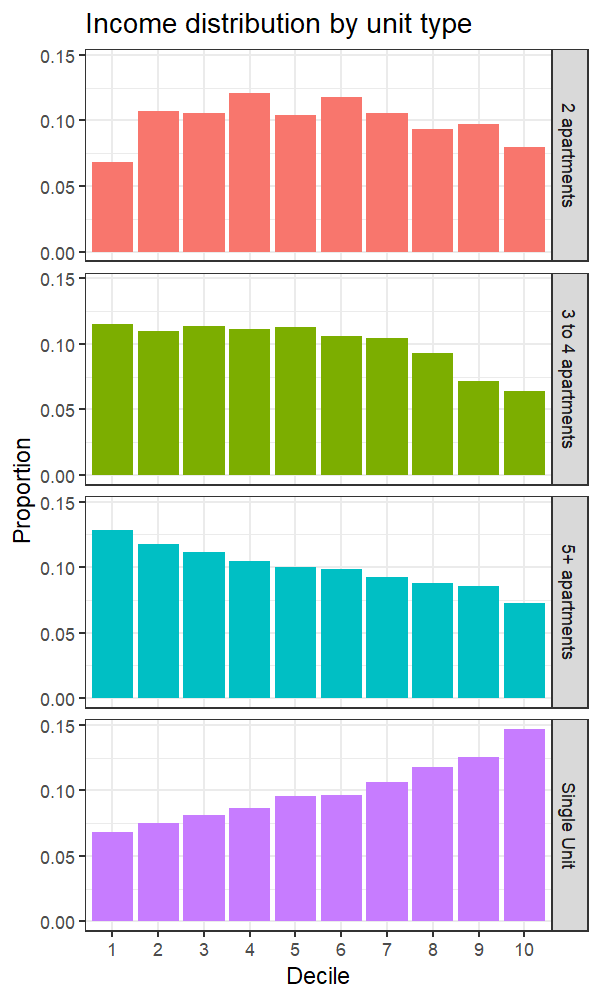 Income distribution by unit type
0.15
0.10
0.05
0.00
2 apartments
0.15
0.10
0.05
0.00
3 to 4 apartments
Proportion
0.15
0.10
0.05
0.00
5+ apartments
0.15
0.10
0.05
0.00
Single Unit
1 2 3 4 5 6 7 8 9 10
Decile